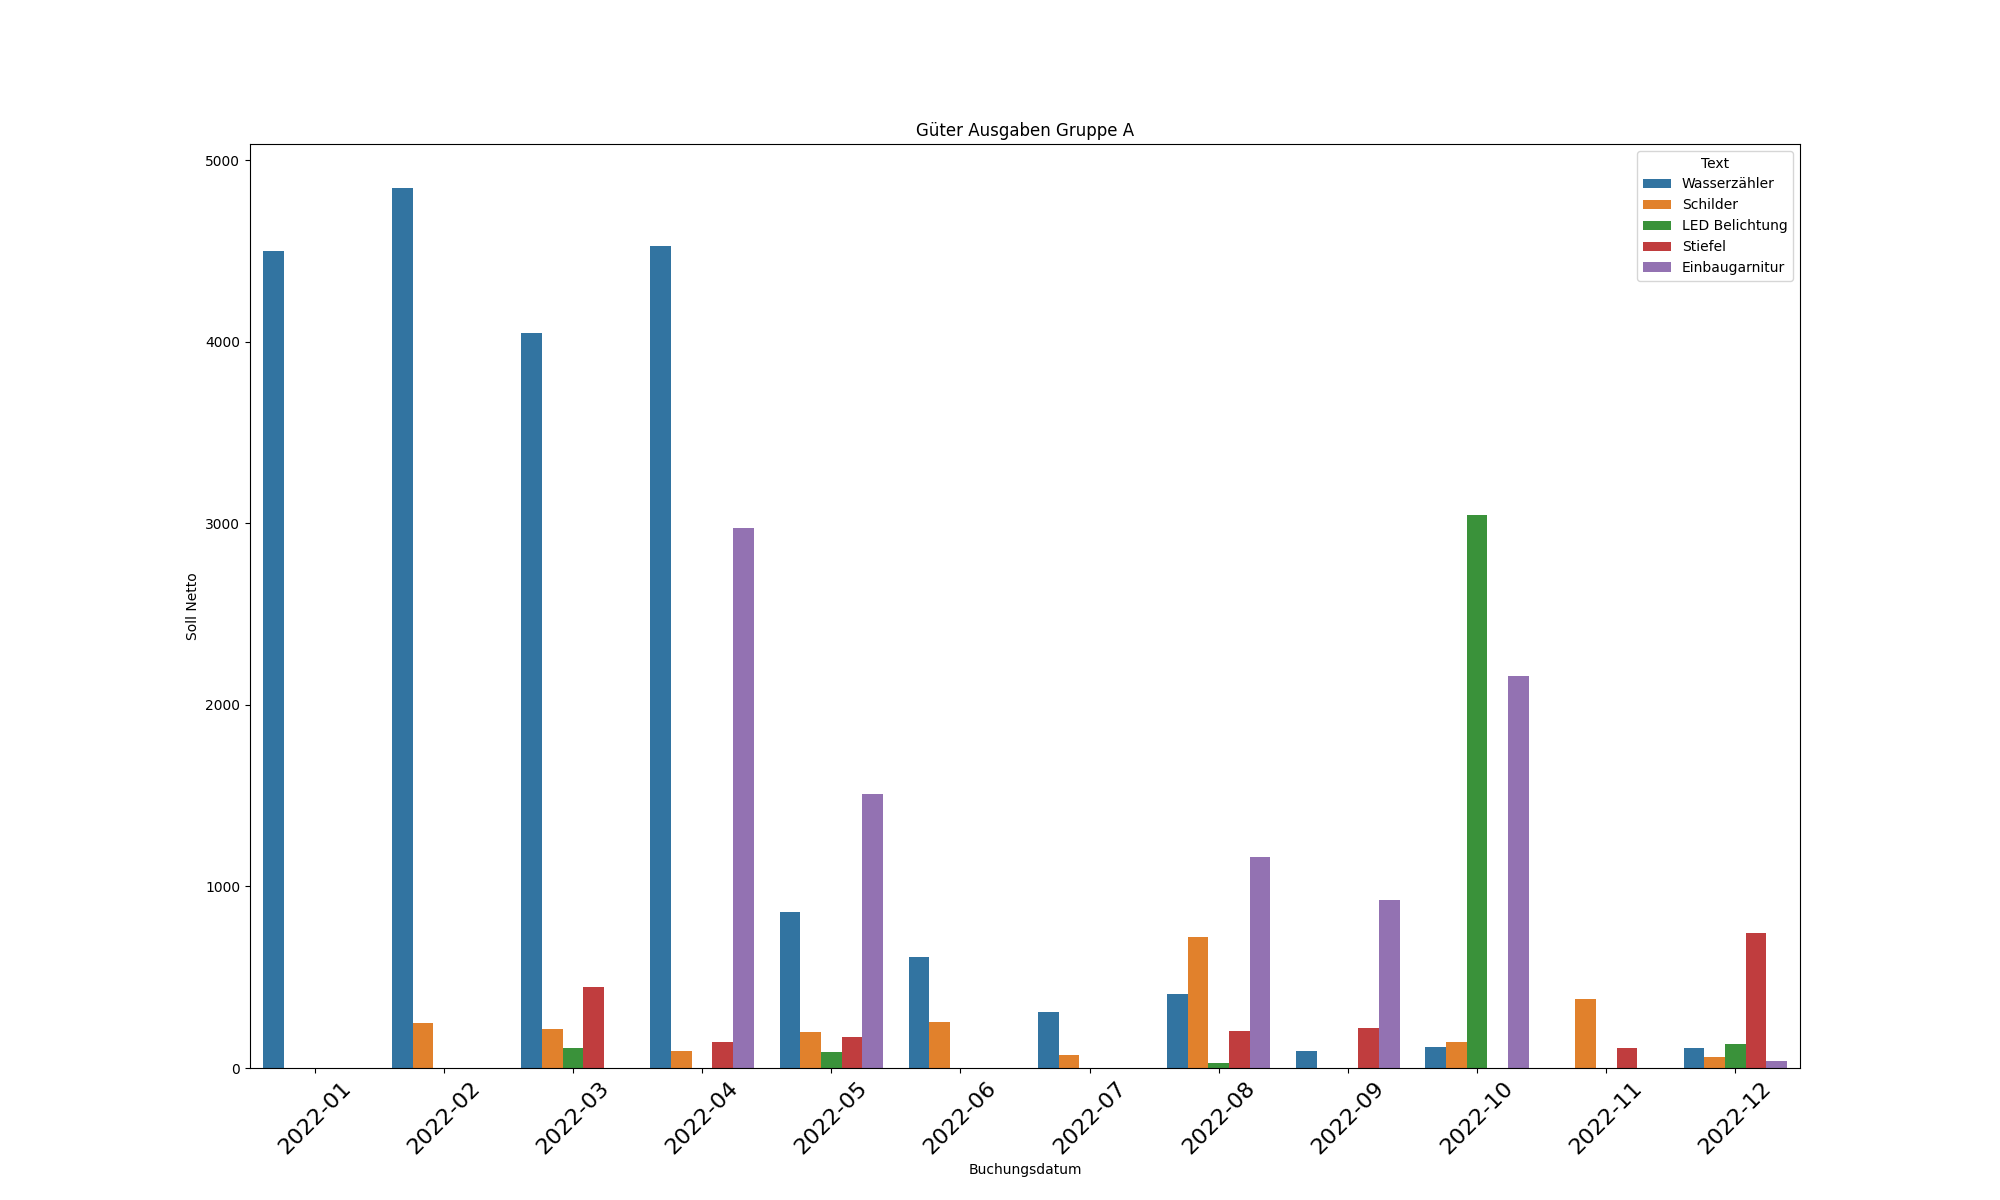 Güter Ausgaben Gruppe A
5000
4000
3000
2000
1000
0
Soll Netto
Text
Wasserzähler
Schilder
LED Belichtung
Stiefel
Einbaugarnitur
2022-01
2022-02
2022-03
2022-04
2022-05
2022-06
2022-07
2022-08
2022-09
2022-10
2022-11
2022-12
Buchungsdatum